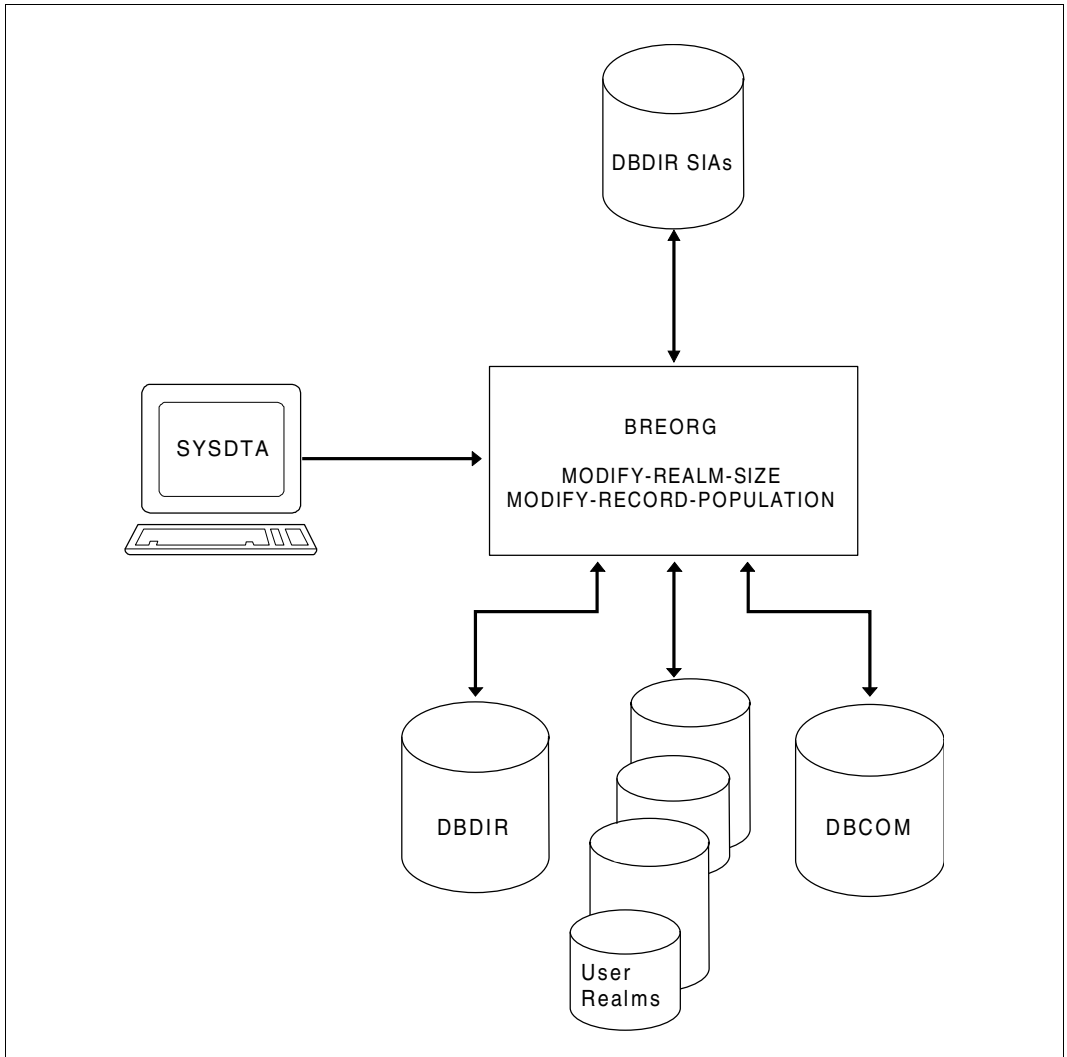 DBDIR SIAs
SYSDTA
BREORG
MODIFY-REALM-SIZE
MODIFY-RECORD-POPULATION
DBDIR
DBCOM
User
Realms